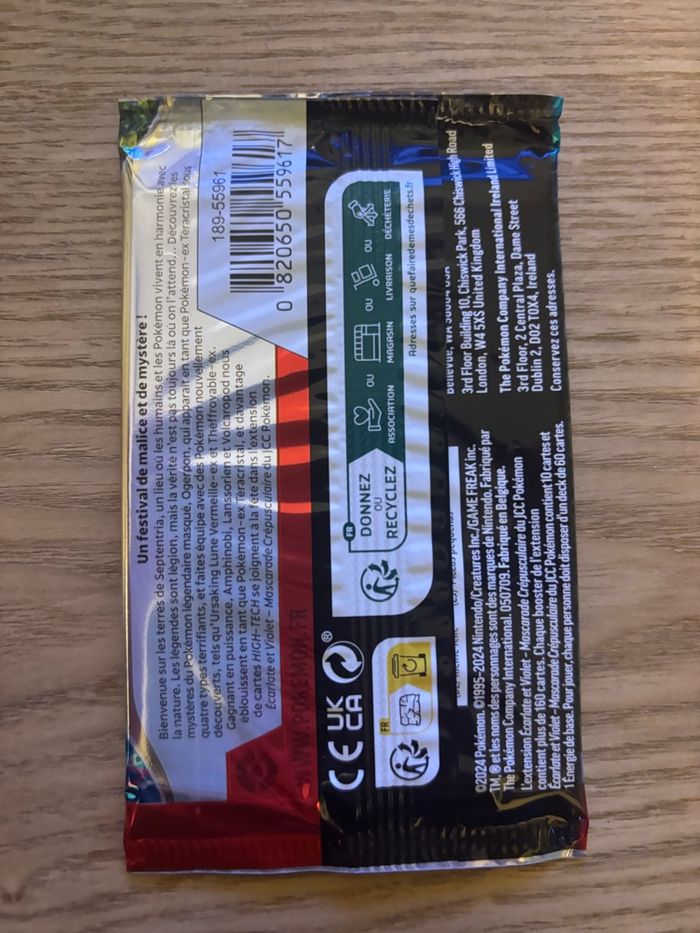 Un festival de malice et de mystère !
Bienvenue sur les terres de Septentria, un lieu où les humains et les Pokémon vivent en harmonie avec
la nature. Les légendes sont légion, mais la vérité n'est pas toujours là où on l'attend... Découvrez les
mystères du Pokémon légendaire masqué, Ogerpon, qui apparaît en tant que Pokémon-ex Téracristal sous
quatre types terrifiants, et faites équipe avec des Pokémon nouvellement
découverts, tels qu'Ursaking Lune Vermeille-ex et Theffroyable-ex.
Gagnant en puissance, Amphinobi, Lanssorien et Volcaropod nous
éblouissent en tant que Pokémon-ex Téracristal, et davantage
de cartes HIGH-TECH se joignent à la fête dans l'extension
Écarlate et Violet – Mascarade Crépusculaire du JCC Pokémon.
189-55961
0 820650 559617
WWW.POKEMON.FR
CE UK CA ®
FR
FR
DONNEZ
OU
RECYCLEZ
ASSOCIATION OU MAGASIN OU LIVRAISON OU DÉCHÈTERIE
Adresses sur quefairedemesdechets.fr
©2024 Pokémon. ©1995-2024 Nintendo/Creatures Inc./GAME FREAK inc.
TM, ® et les noms des personnages sont des marques de Nintendo. Fabriqué par
The Pokémon Company International. 050709. Fabriqué en Belgique.
L'extension Écarlate et Violet – Mascarade Crépusculaire du JCC Pokémon
contient plus de 160 cartes. Chaque booster de l'extension
Écarlate et Violet – Mascarade Crépusculaire du JCC Pokémon contient 10 cartes et
1 Énergie de base. Pour jouer, chaque personne doit disposer d'un deck de 60 cartes.
3rd Floor Building 10, Chiswick Park, 566 Chiswick High Road
London, W4 5XS United Kingdom
The Pokémon Company International Ireland Limited
3rd Floor, 2 Central Plaza, Dame Street
Dublin 2, D02 T0X4, Ireland
Conservez ces adresses.